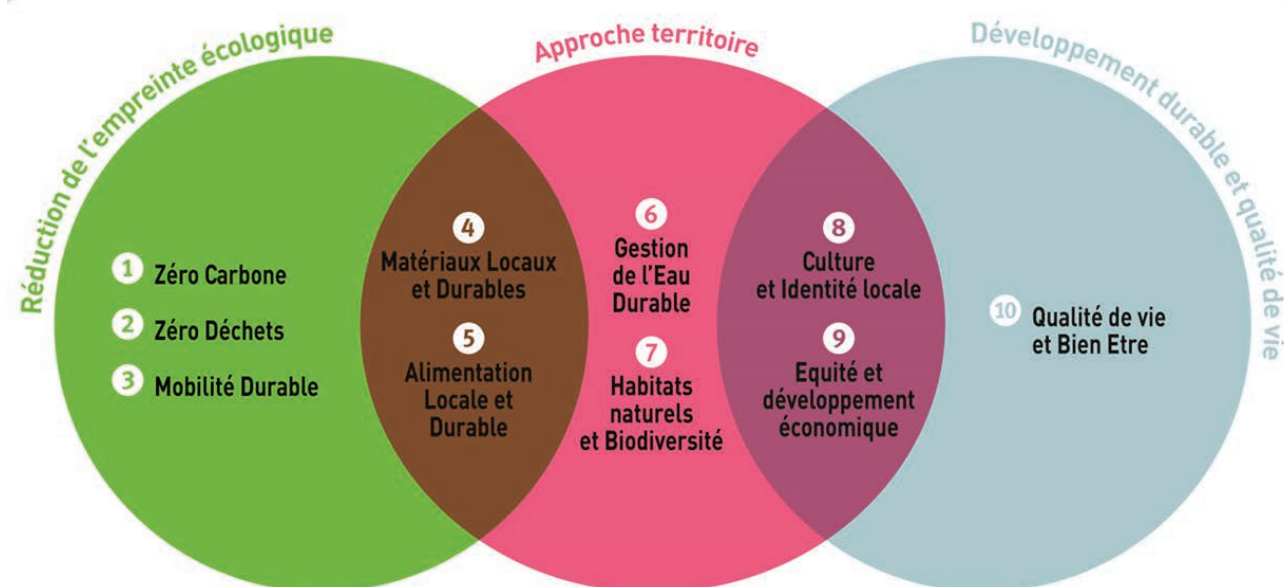 Réduction de l'empreinte écologique
Approche territoire
Développement durable et qualité de vie
1 Zéro Carbone
2 Zéro Déchets
3 Mobilité Durable
4
Matériaux Locaux
et Durables
5
Alimentation
Locale et
Durable
6
Gestion
de l'Eau
Durable
7
Habitats
naturels
et Biodiversité
8
Culture
et Identité locale
9
Equité et
développement
économique
10 Qualité de vie
et Bien Etre